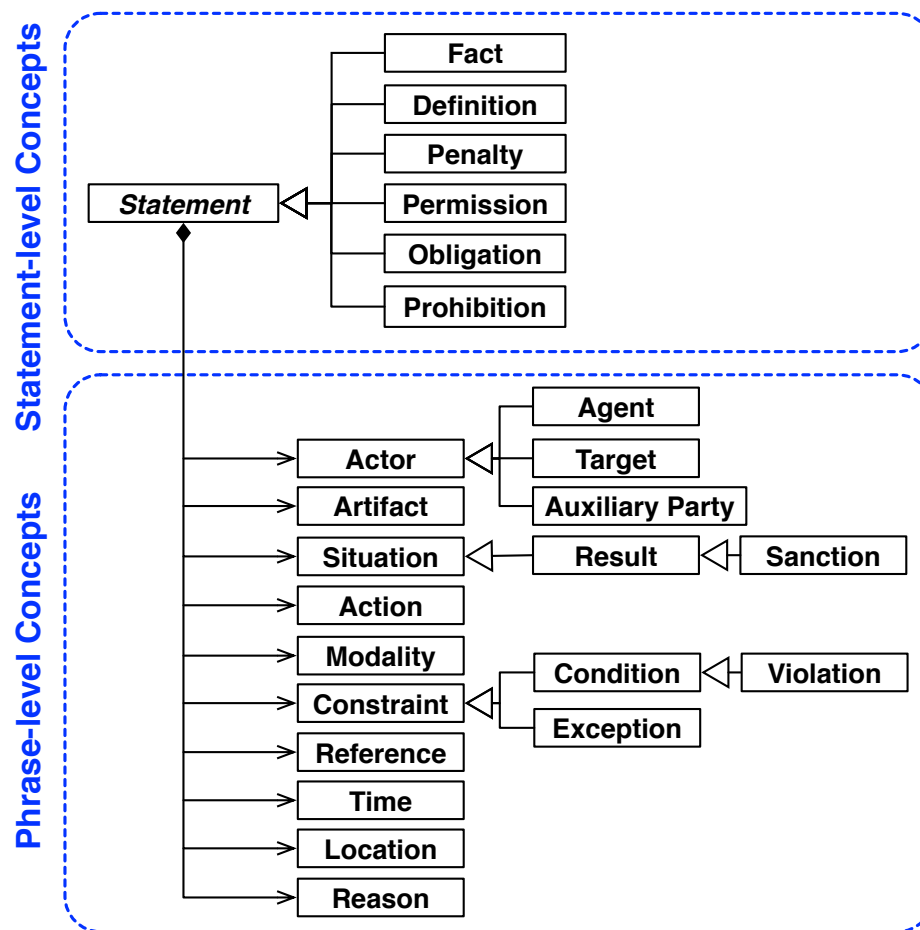 Statement-level Concepts
Fact
Definition
Penalty
Statement
Permission
Obligation
Prohibition
Phrase-level Concepts
Agent
Actor
Target
Artifact
Auxiliary Party
Situation
Result
Sanction
Action
Modality
Condition
Violation
Constraint
Exception
Reference
Time
Location
Reason